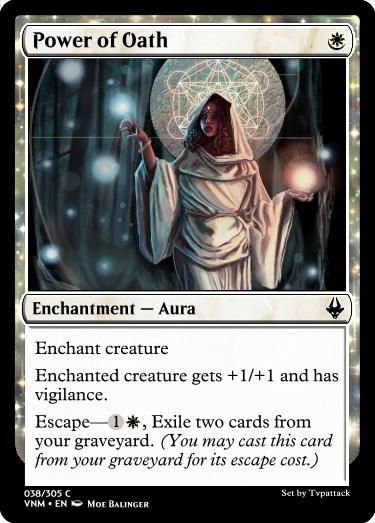 Power of Oath
Enchantment — Aura
Enchant creature
Enchanted creature gets +1/+1 and has
vigilance.
Escape—1, Exile two cards from
your graveyard. (You may cast this card
from your graveyard for its escape cost.)
038/305 C
VNM • EN Moe Balinger
Set by Tvpattack